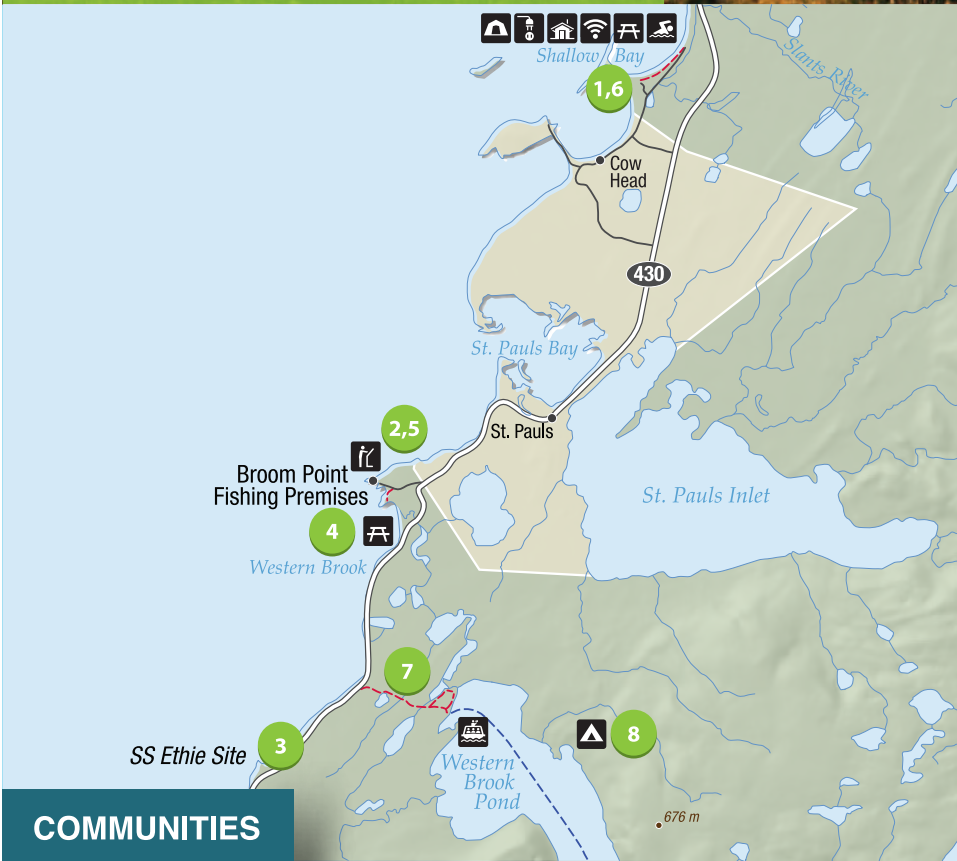 Shallow Bay
Slants River
1,6
Cow
Head
430
St. Pauls Bay
2,5
St. Pauls
Broom Point
Fishing Premises
St. Pauls Inlet
4
Western Brook
7
3
8
SS Ethie Site
Western
Brook
Pond
676 m
COMMUNITIES